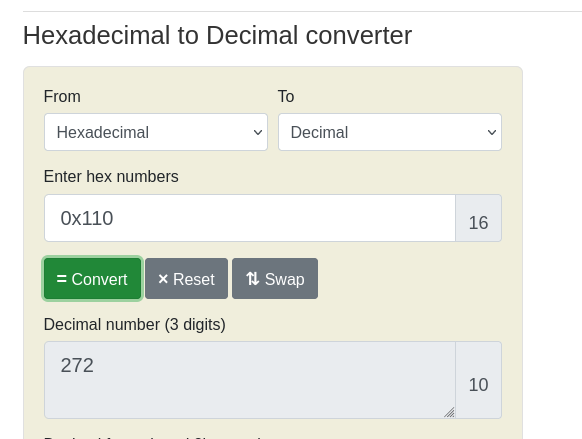 Hexadecimal to Decimal converter
From To
Hexadecimal Decimal
Enter hex numbers
0x110 16
= Convert × Reset ⇅ Swap
Decimal number (3 digits)
272 10